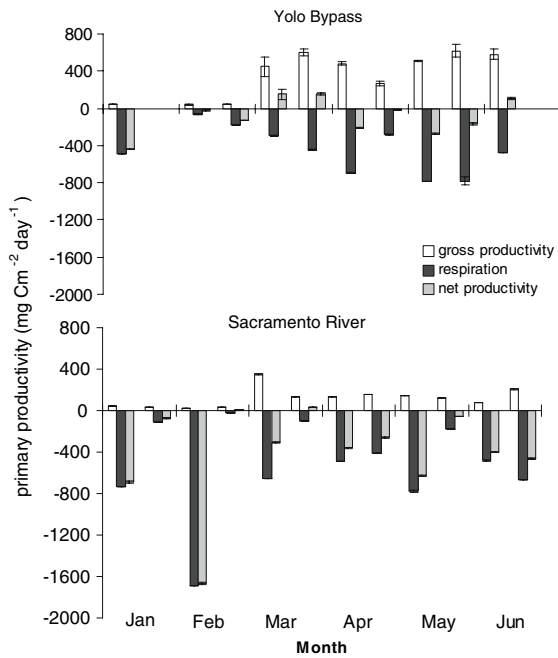 Yolo Bypass
800
400
0
-400
-800
-1200
-1600
-2000
gross productivity
respiration
net productivity
primary productivity (mg Cm⁻² day⁻¹)
Sacramento River
800
400
0
-400
-800
-1200
-1600
-2000
Jan Feb Mar Apr May Jun
Month